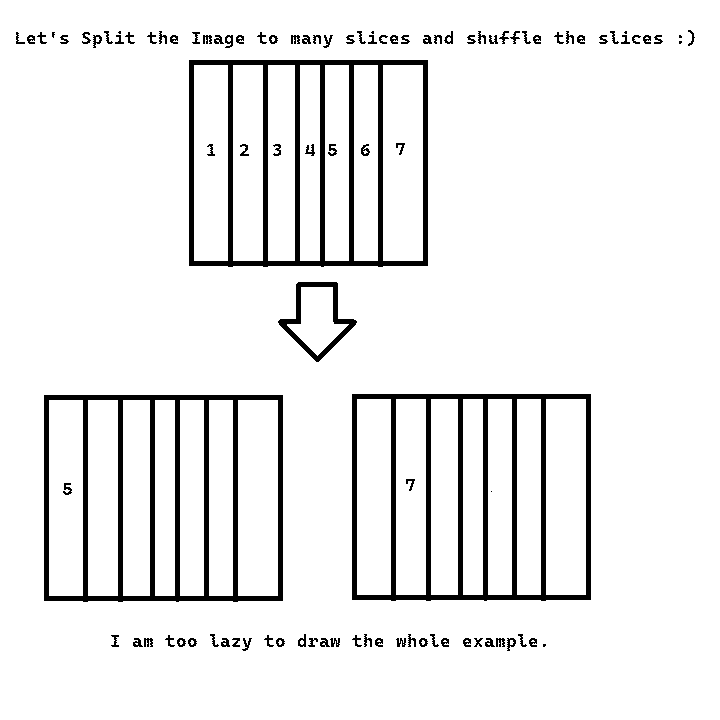 Let's Split the Image to many slices and shuffle the slices :)
1 2 3 4 5 6 7
5 7
I am too lazy to draw the whole example.